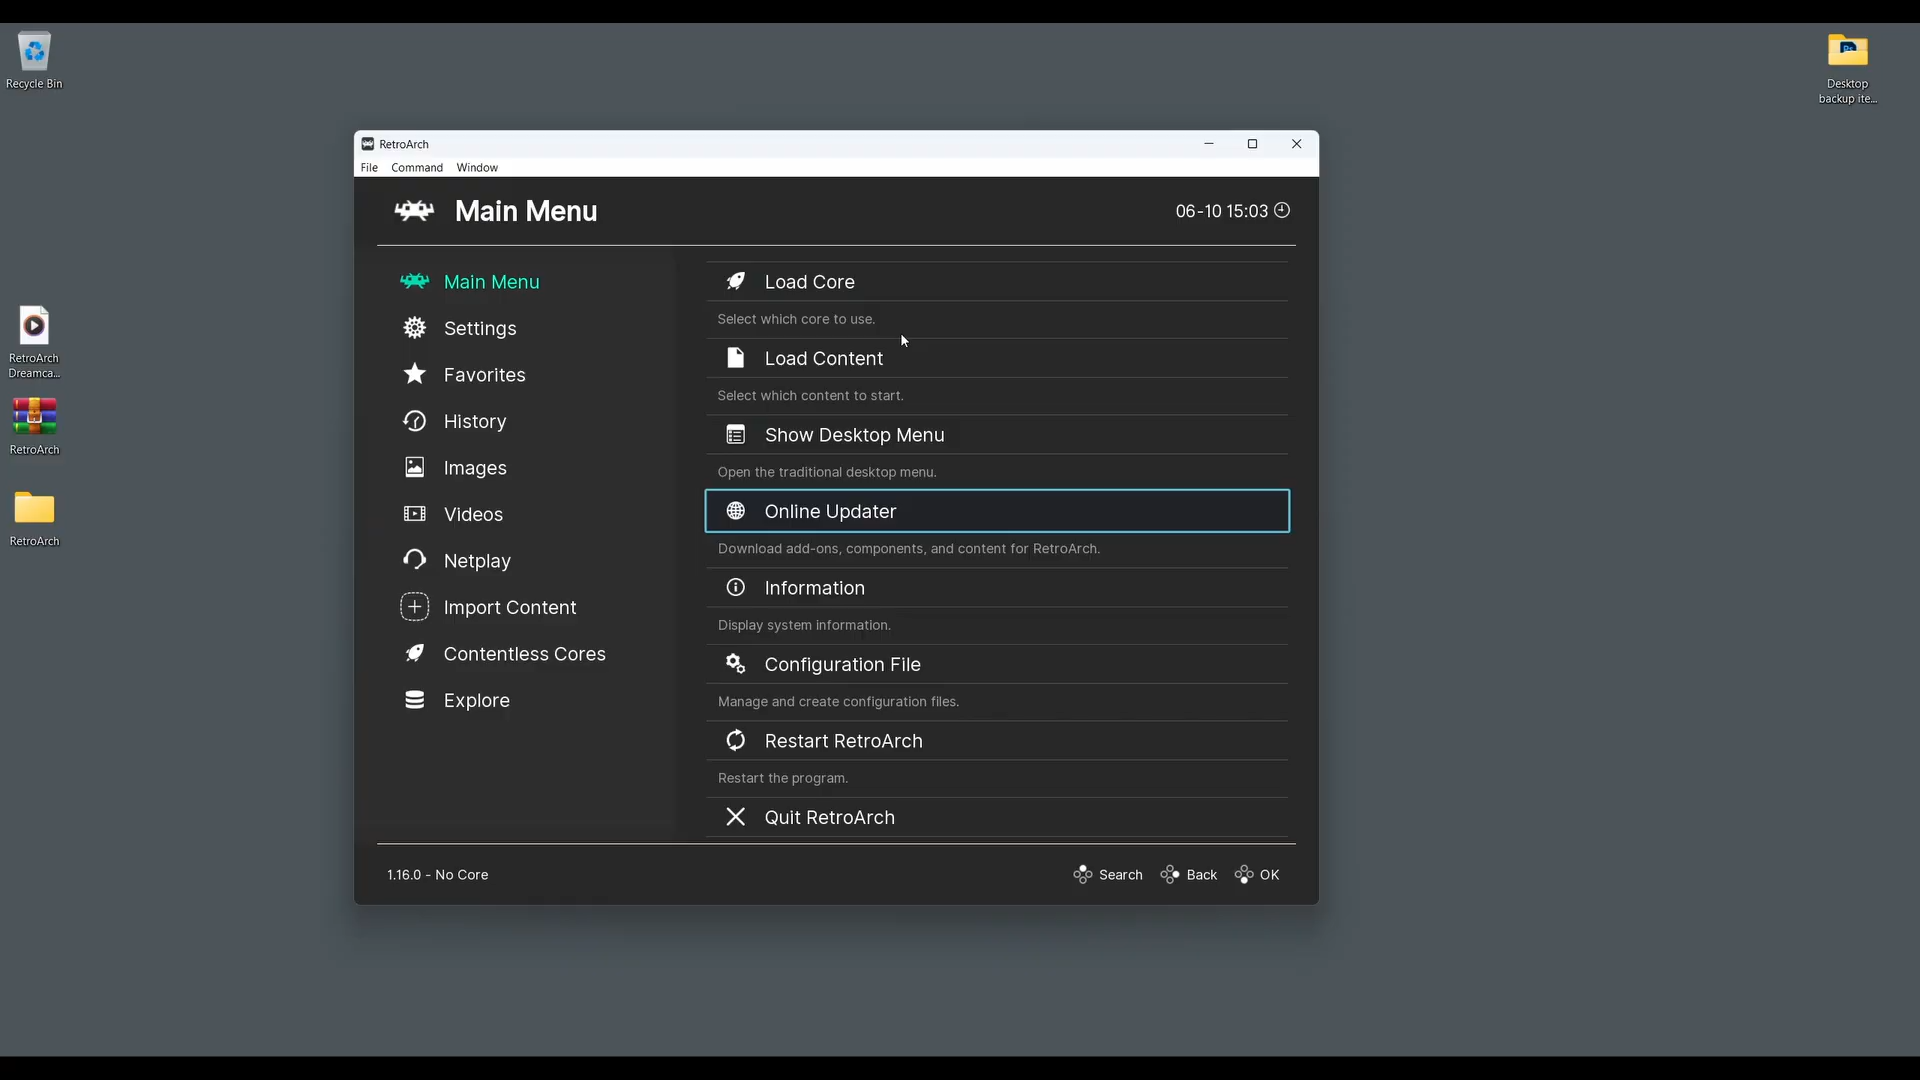 Recycle Bin
Desktop
backup ite...
RetroArch
File Command Window
Main Menu
06-10 15:03
Main Menu
Settings
Favorites
History
Images
Videos
Netplay
Import Content
Contentless Cores
Explore
Load Core
Select which core to use.
Load Content
Select which content to start.
Show Desktop Menu
Open the traditional desktop menu.
Online Updater
Download add-ons, components, and content for RetroArch.
Information
Display system information.
Configuration File
Manage and create configuration files.
Restart RetroArch
Restart the program.
Quit RetroArch
1.16.0 - No Core
Search Back OK
RetroArch
Dreamca...
RetroArch
RetroArch